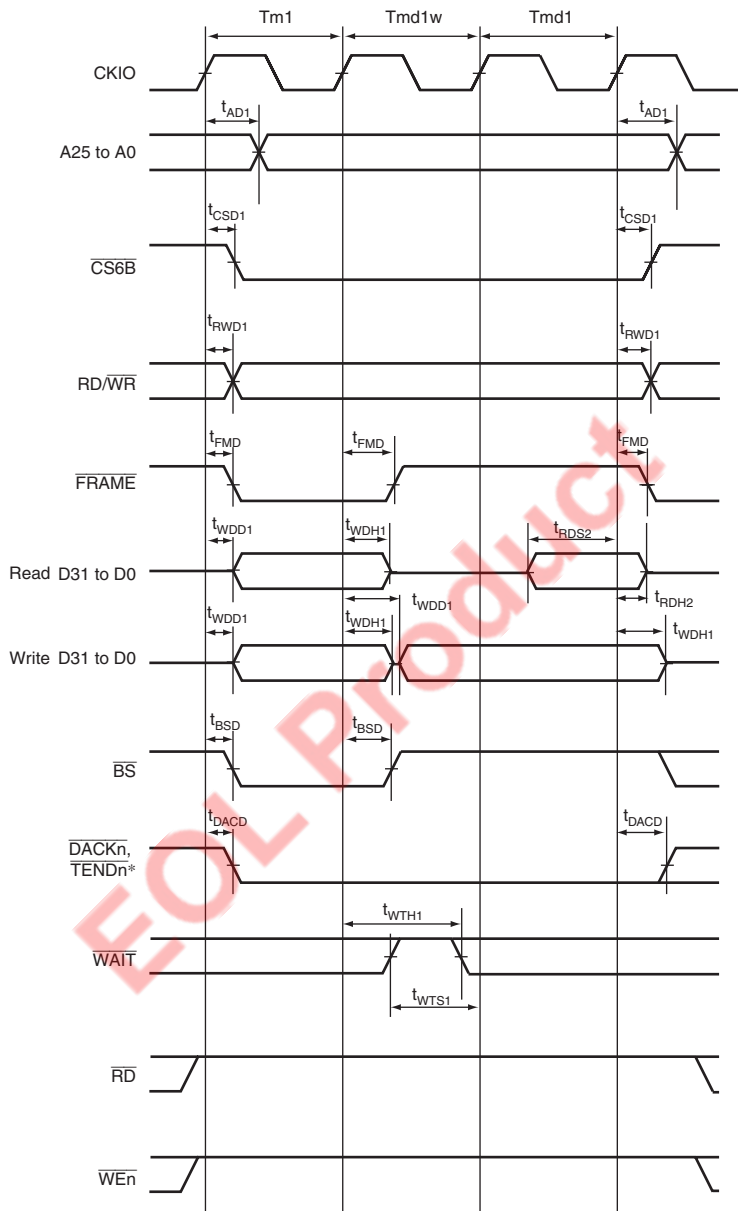 Tm1 Tmd1w Tmd1
CKIO
tAD1 tAD1
A25 to A0
tCSD1 tCSD1
CS6B
tRWD1 tRWD1
RD/WR
tFMD tFMD tFMD
FRAME
tWDD1 tWDH1 tRDS2
Read D31 to D0
tWDD1 tRDH2
tWDD1 tWDH1 tWDH1
Write D31 to D0
tBSD tBSD
BS
tDACD tDACD
DACKn,
TENDn*
tWTH1
WAIT
tWTS1
RD
WEn
EOL Product